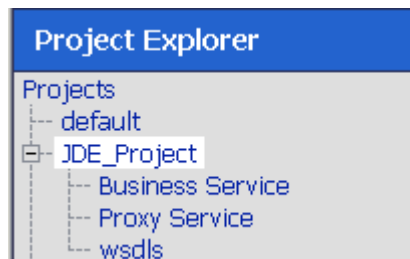 Project Explorer
Projects
default
JDE_Project
Business Service
Proxy Service
wsdls